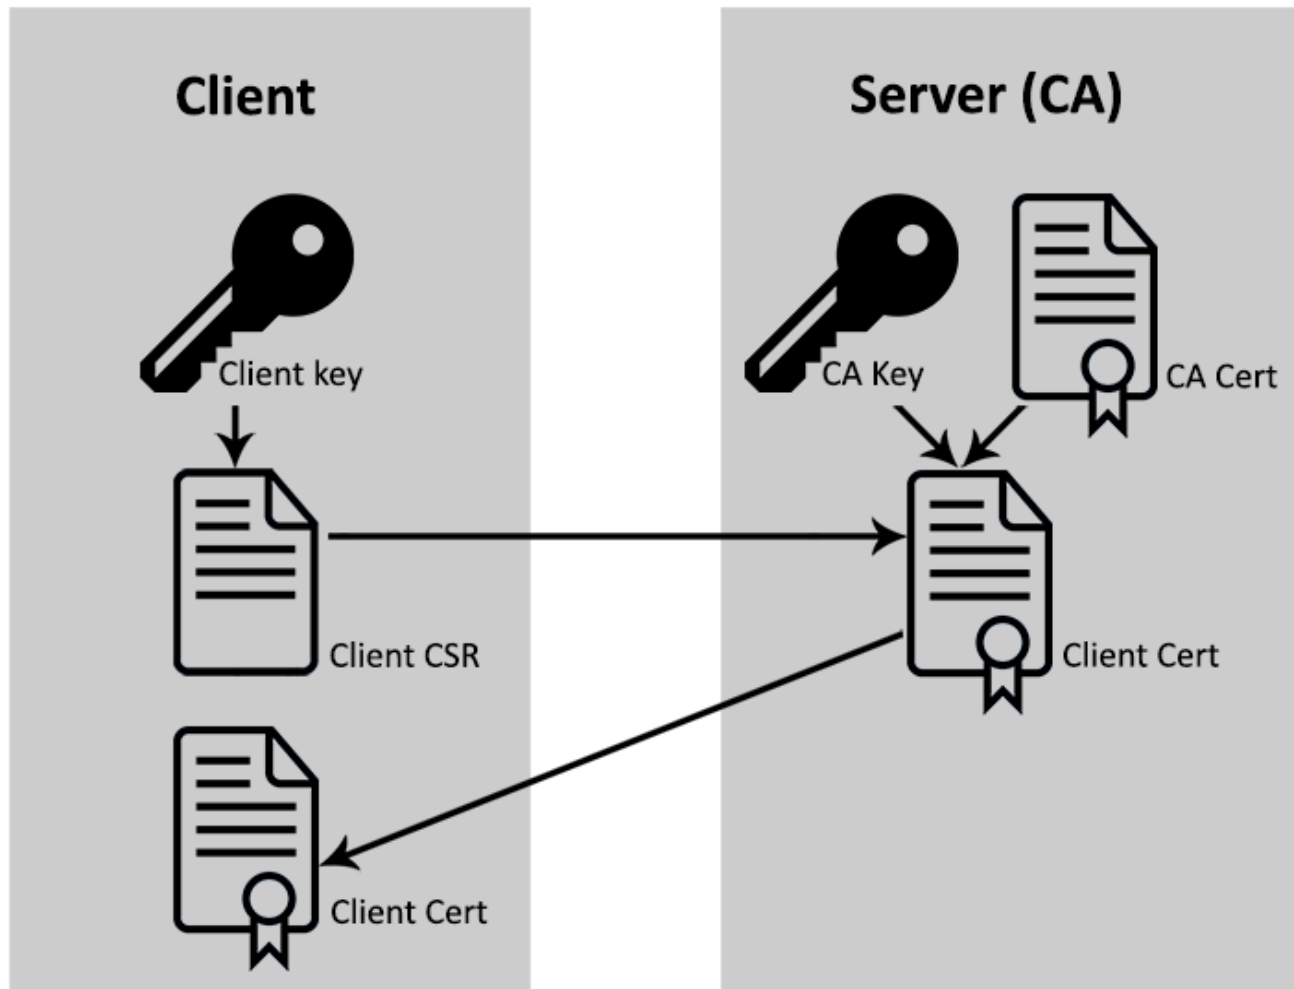 Client
Server (CA)
Client key
CA Key
CA Cert
Client CSR
Client Cert
Client Cert